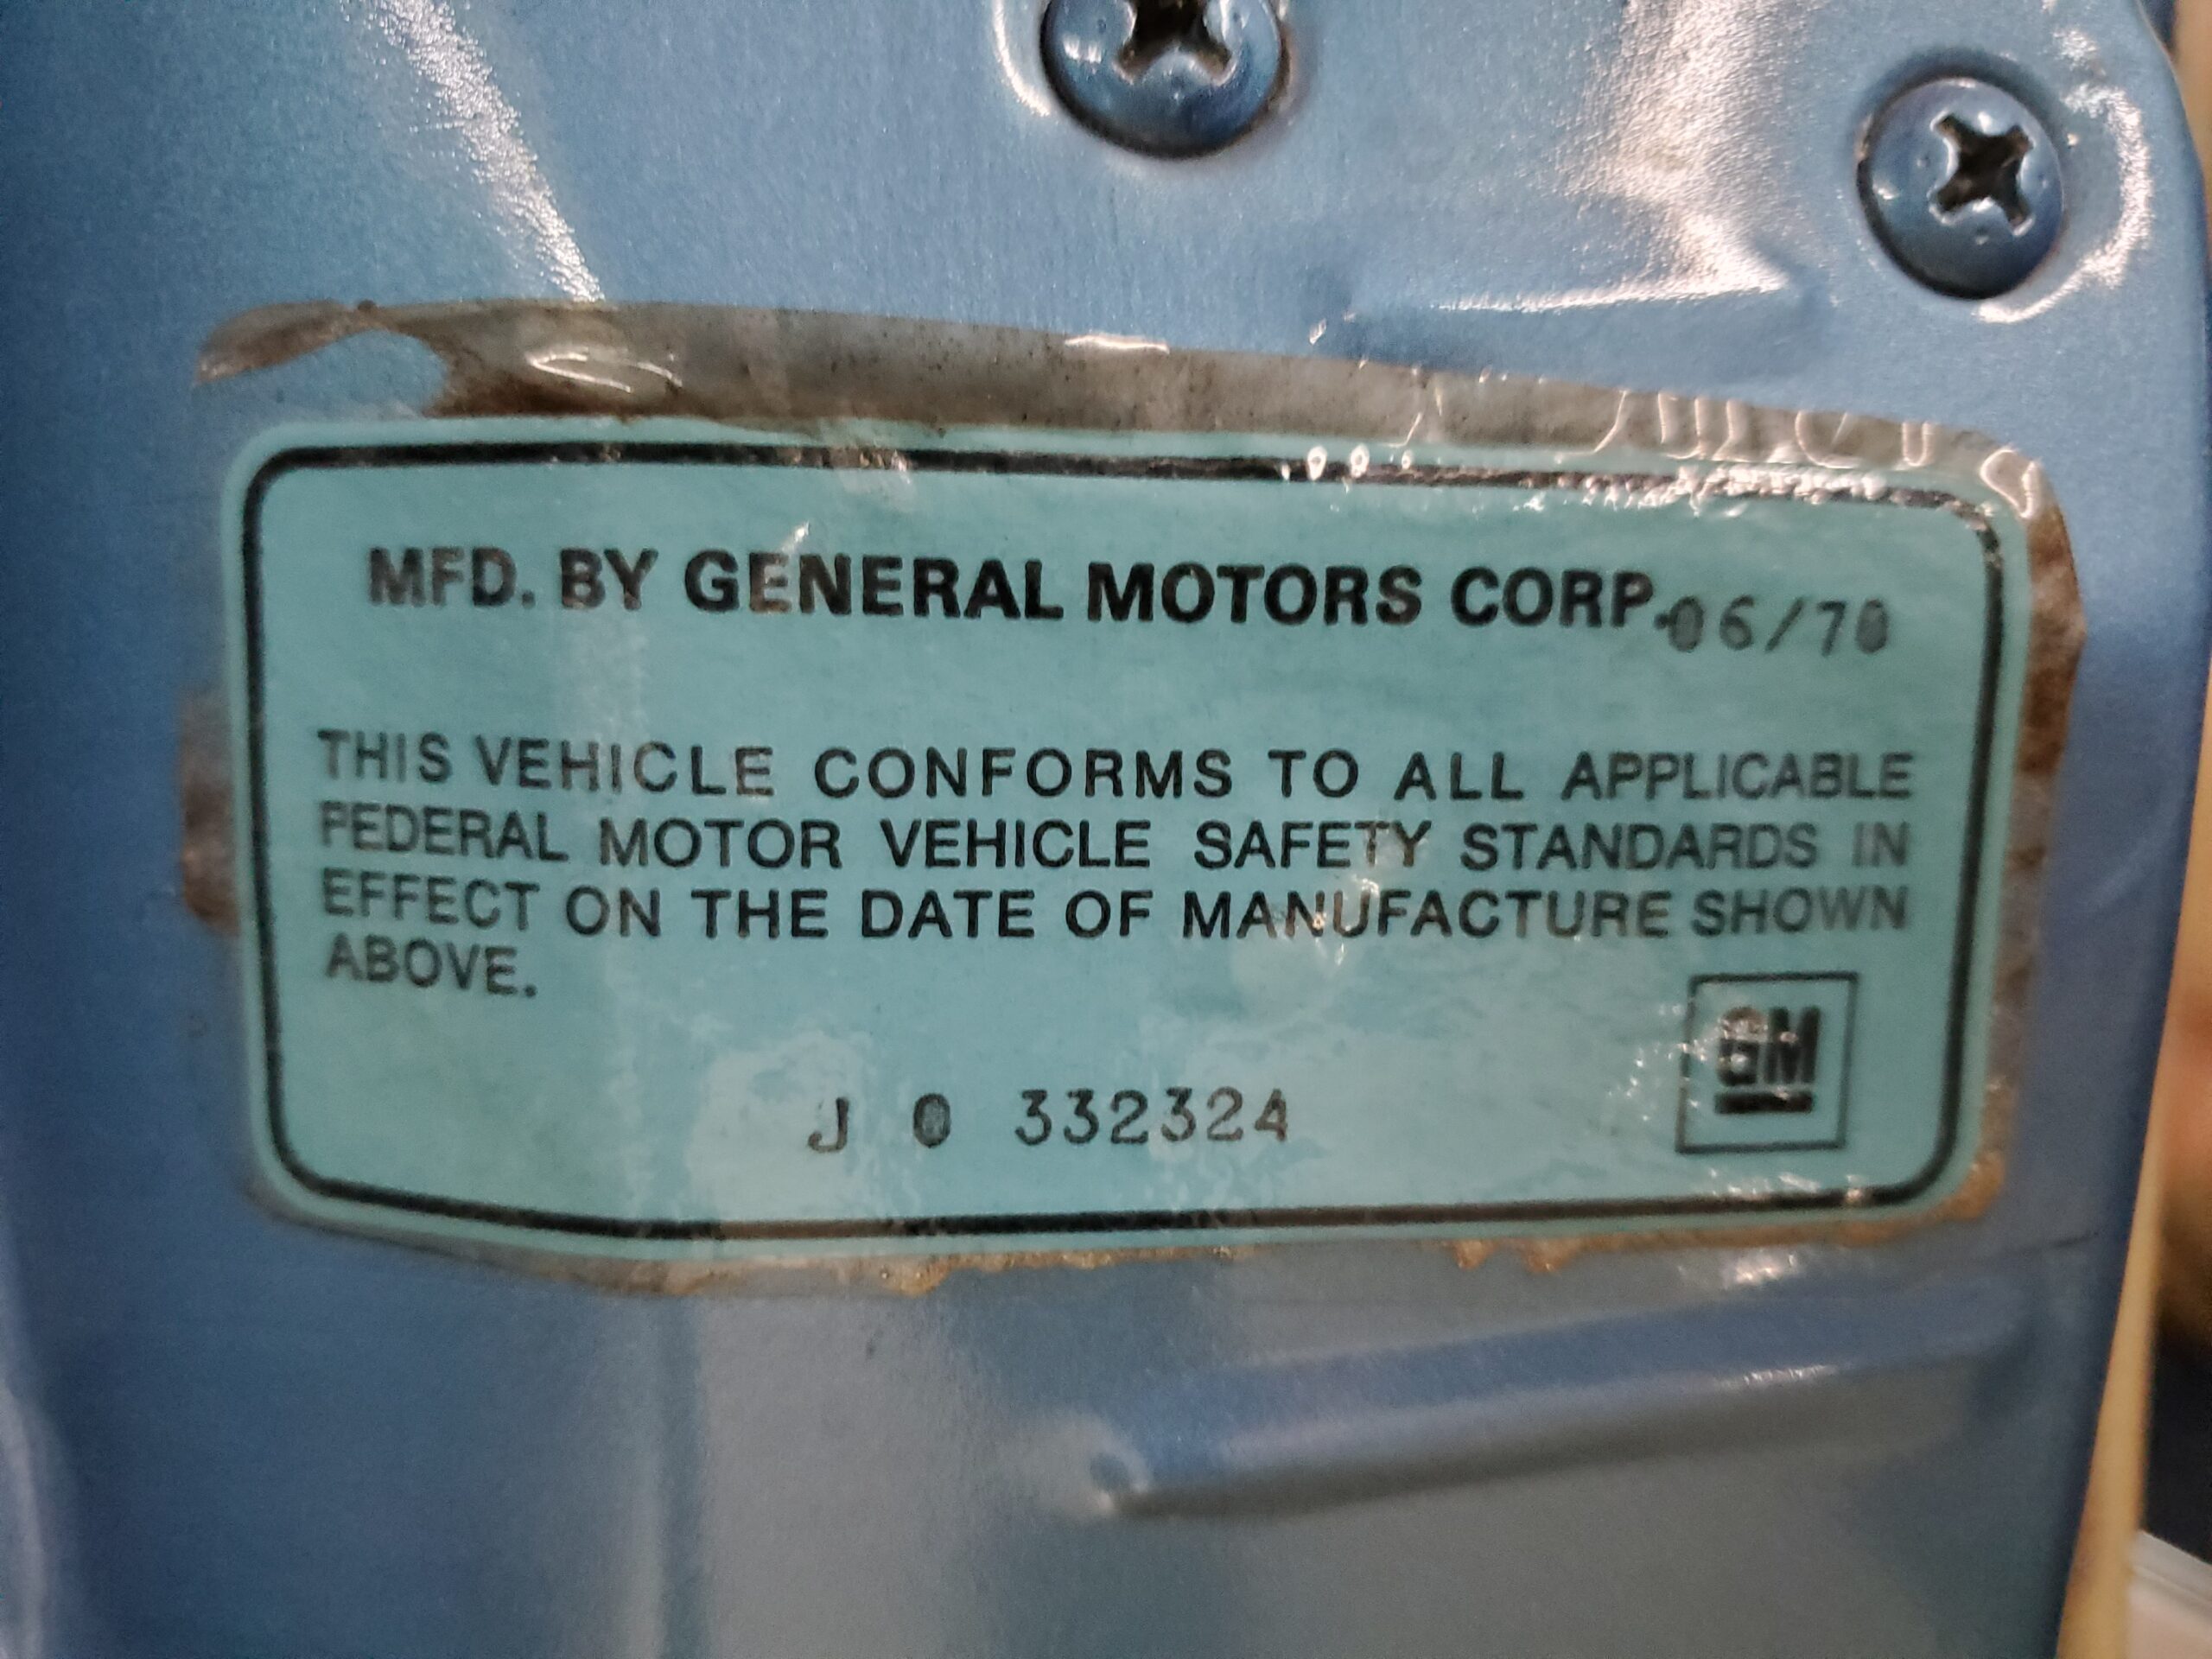 MFD. BY GENERAL MOTORS CORP. 06/70
THIS VEHICLE CONFORMS TO ALL APPLICABLE
FEDERAL MOTOR VEHICLE SAFETY STANDARDS IN
EFFECT ON THE DATE OF MANUFACTURE SHOWN
ABOVE.
GM
J 0 332324